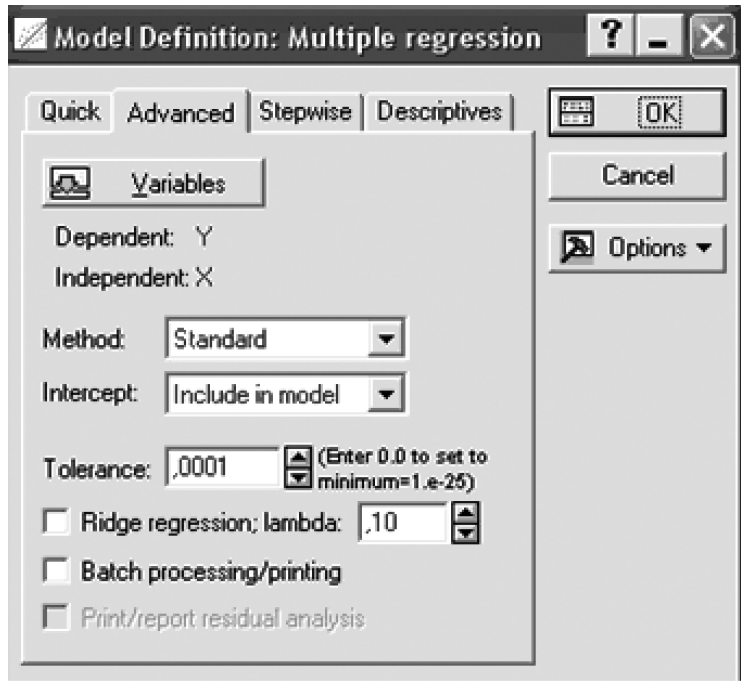 Model Definition: Multiple regression
Quick Advanced Stepwise Descriptives
OK
Cancel
Options
Variables
Dependent: Y
Independent: X
Method: Standard
Intercept: Include in model
Tolerance: ,0001 (Enter 0.0 to set to
minimum=1.e-25)
Ridge regression; lambda: ,10
Batch processing/printing
Print/report residual analysis